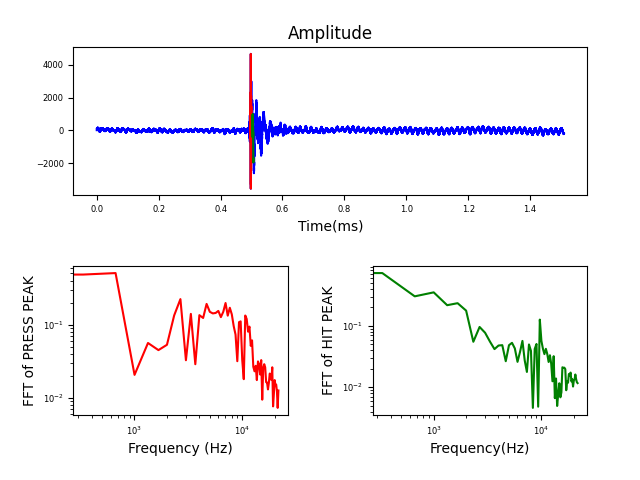 Amplitude
4000
2000
0
−2000
0.0 0.2 0.4 0.6 0.8 1.0 1.2 1.4
Time(ms)
FFT of PRESS PEAK
10⁻¹
10⁻²
10³ 10⁴
Frequency (Hz)
FFT of HIT PEAK
10⁻¹
10⁻²
10³ 10⁴
Frequency(Hz)